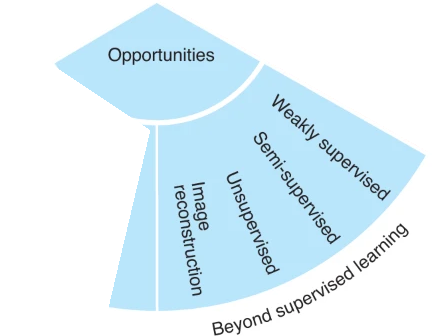 Opportunities
Weakly supervised
Semi-supervised
Unsupervised
Image
reconstruction
Beyond supervised learning